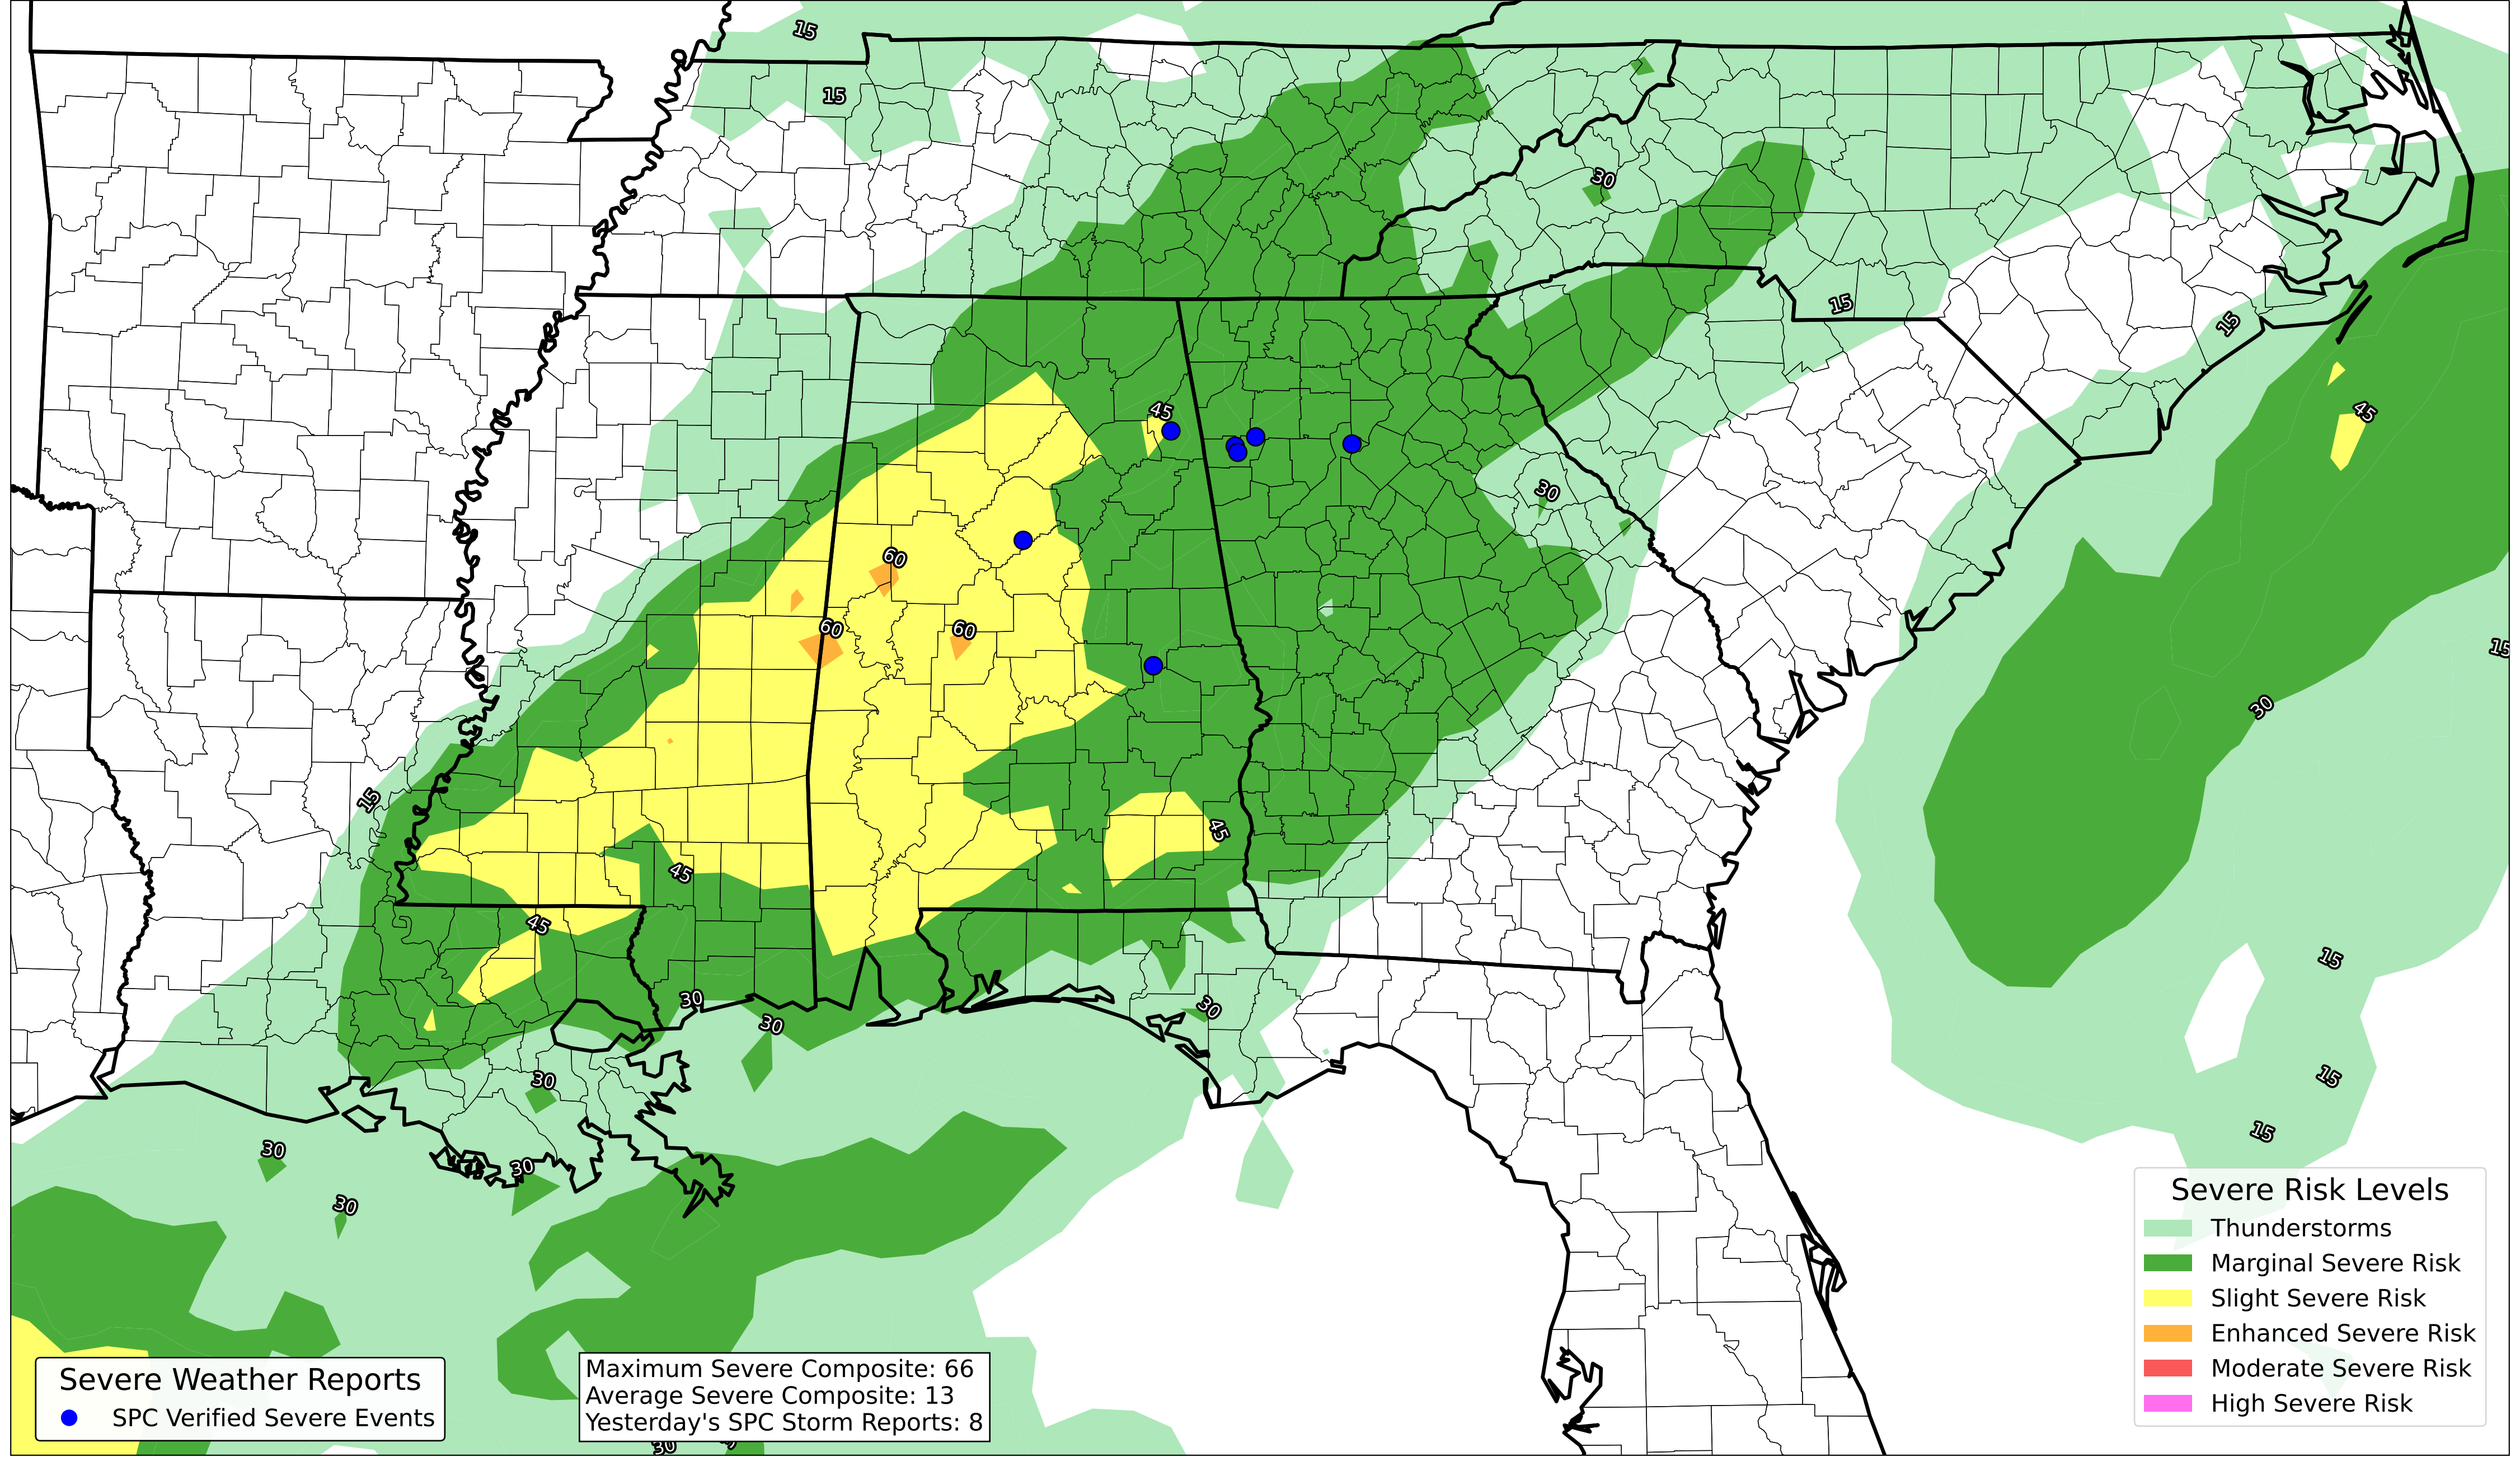 15
15
30
15
15
45
45
30
60
60
60
15
30
15
45
45
45
15
30
30
30
30
15
30
30
30
15
30
Severe Risk Levels
Thunderstorms
Marginal Severe Risk
Slight Severe Risk
Enhanced Severe Risk
Moderate Severe Risk
High Severe Risk
Severe Weather Reports
SPC Verified Severe Events
Maximum Severe Composite: 66
Average Severe Composite: 13
Yesterday's SPC Storm Reports: 8
30